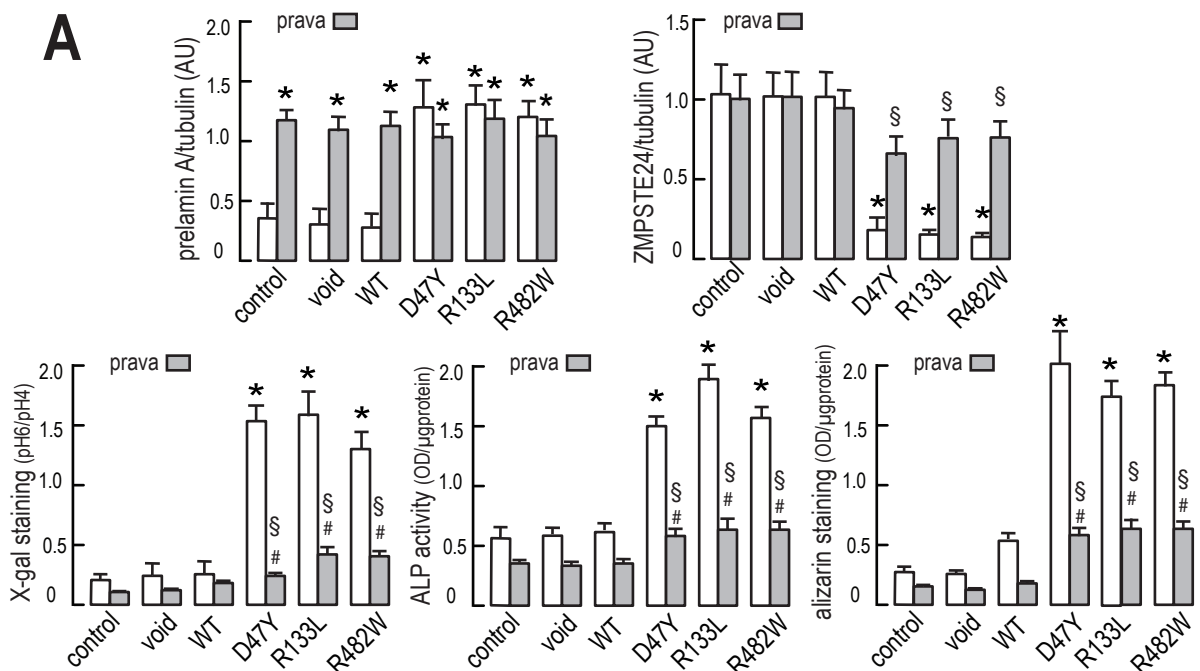 A
prelamin A/tubulin (AU)
prava
2.0
1.5
1.0
0.5
0
* * * * * * * * *
control
void
WT
D47Y
R133L
R482W
ZMPSTE24/tubulin (AU)
prava
1.5
1.0
0.5
0
* § * § * §
control
void
WT
D47Y
R133L
R482W
X-gal staining (pH6/pH4)
prava
2.0
1.5
1.0
0.5
0
* § # * § # * § #
control
void
WT
D47Y
R133L
R482W
ALP activity (OD/µgprotein)
prava
2.0
1.5
1.0
0.5
0
* § # * § # * § #
control
void
WT
D47Y
R133L
R482W
alizarin staining (OD/µgprotein)
prava
2.0
1.5
1.0
0.5
0
* § # * § # * § #
control
void
WT
D47Y
R133L
R482W